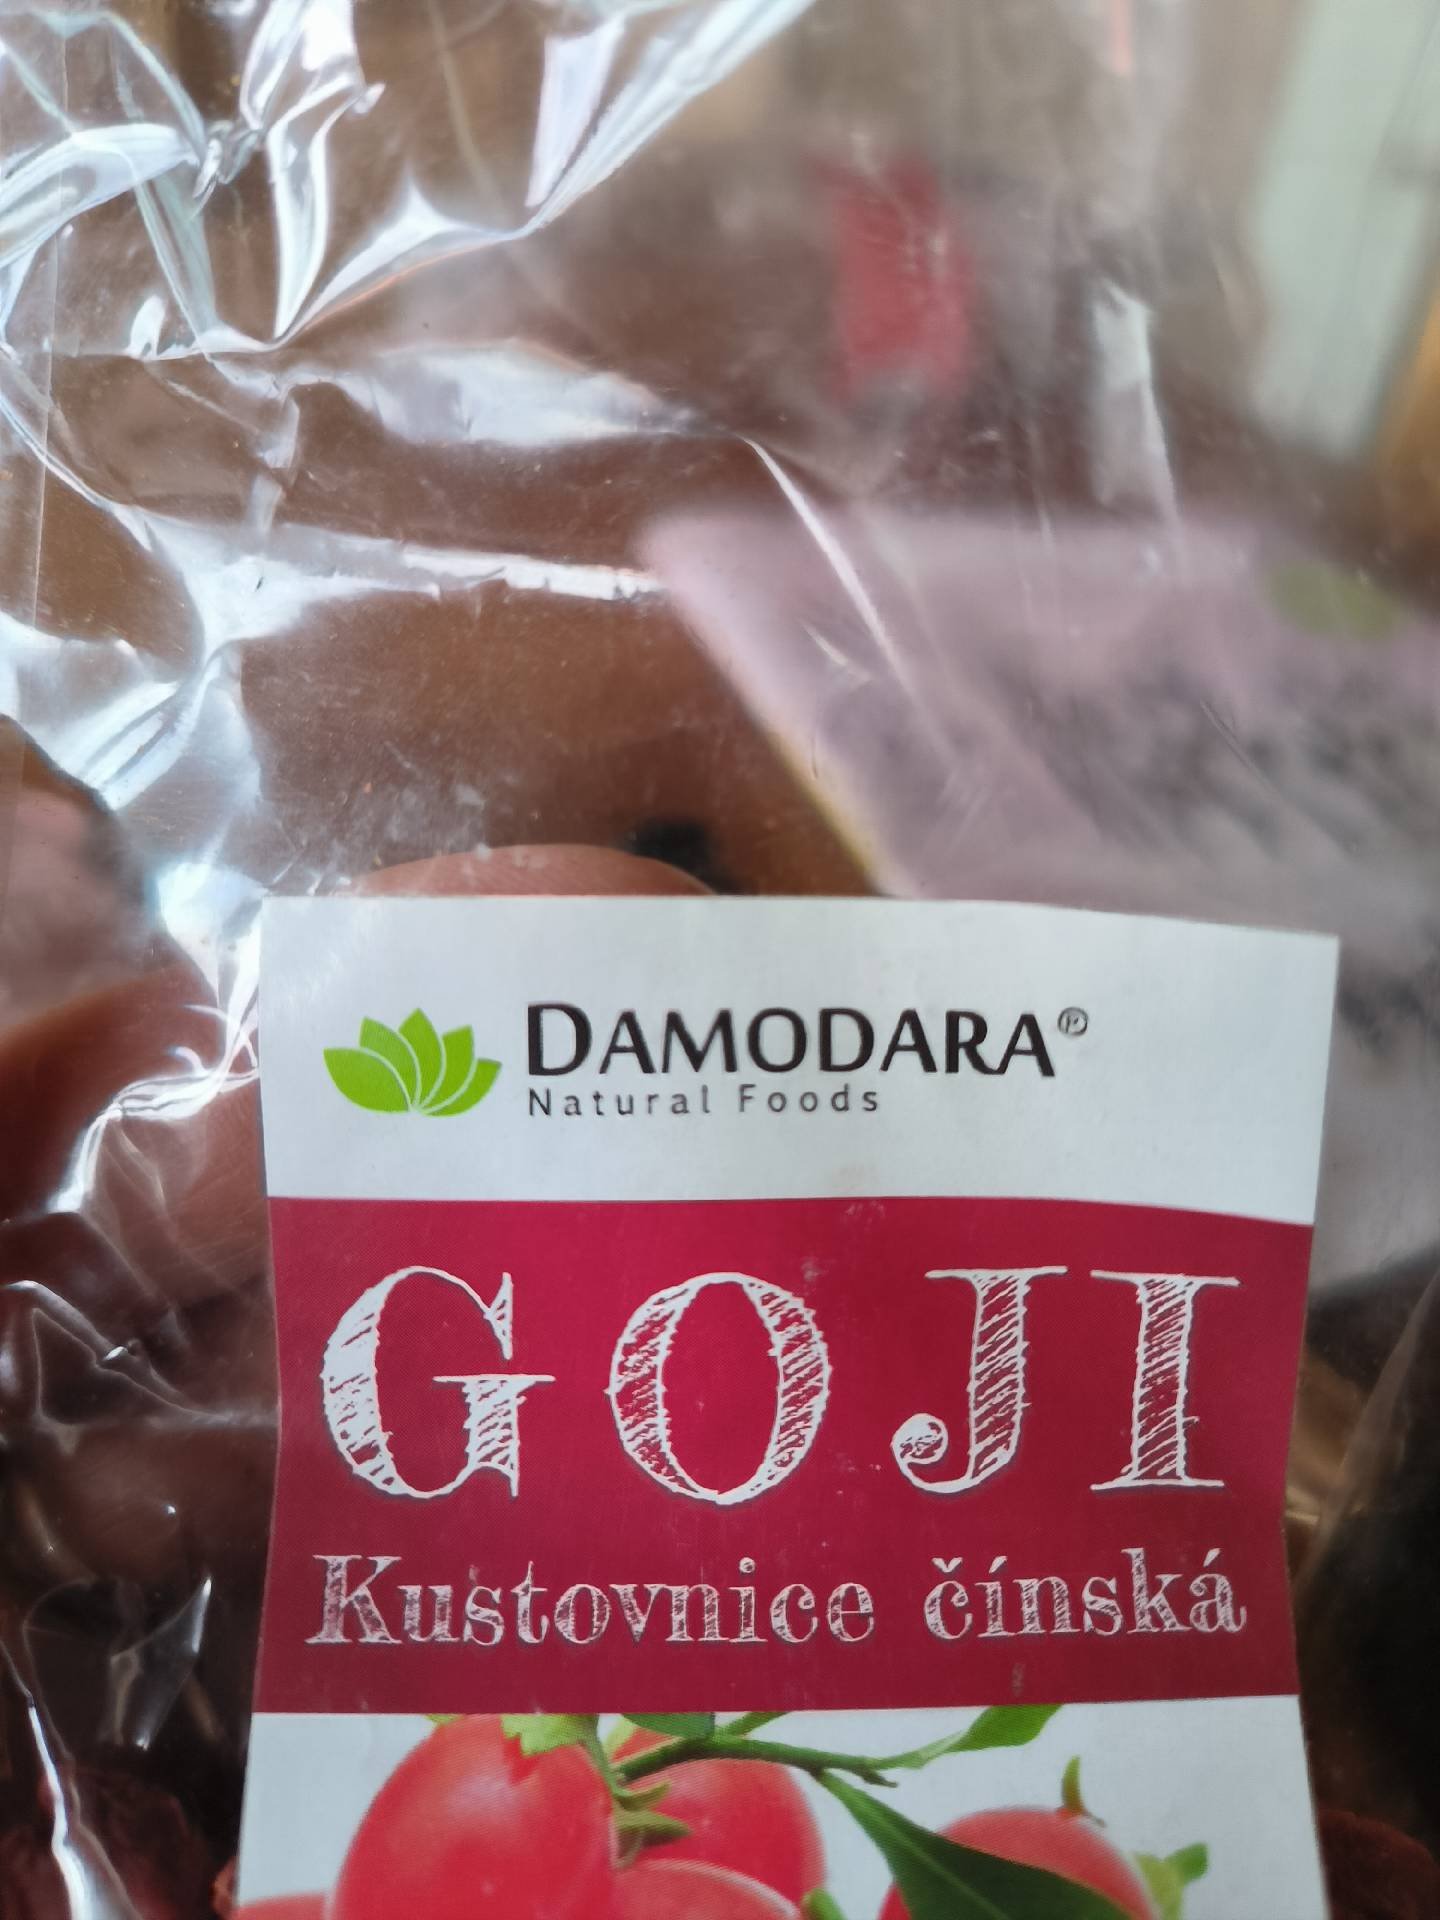 DAMODARA®
Natural Foods
GOJI
Kustovnice čínská